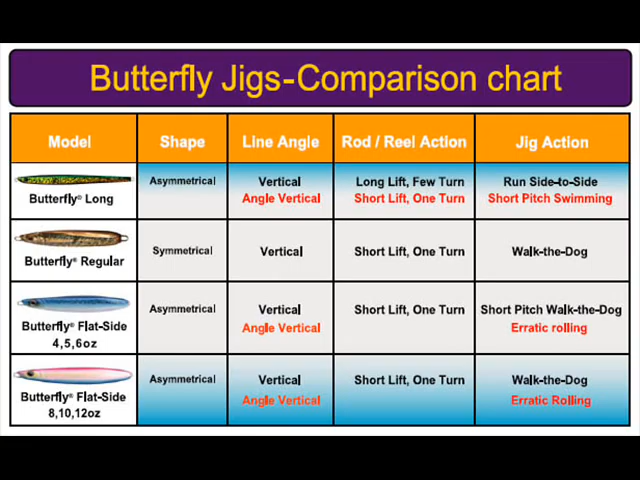 Butterfly Jigs-Comparison chart
Model Shape Line Angle Rod / Reel Action Jig Action
Butterfly® Long Asymmetrical Vertical Long Lift, Few Turn Run Side-to-Side
Angle Vertical Short Lift, One Turn Short Pitch Swimming
Butterfly® Regular Symmetrical Vertical Short Lift, One Turn Walk-the-Dog
Butterfly® Flat-Side Asymmetrical Vertical Short Lift, One Turn Short Pitch Walk-the-Dog
4,5,6oz Angle Vertical Erratic rolling
Butterfly® Flat-Side Asymmetrical Vertical Short Lift, One Turn Walk-the-Dog
8,10,12oz Angle Vertical Erratic Rolling